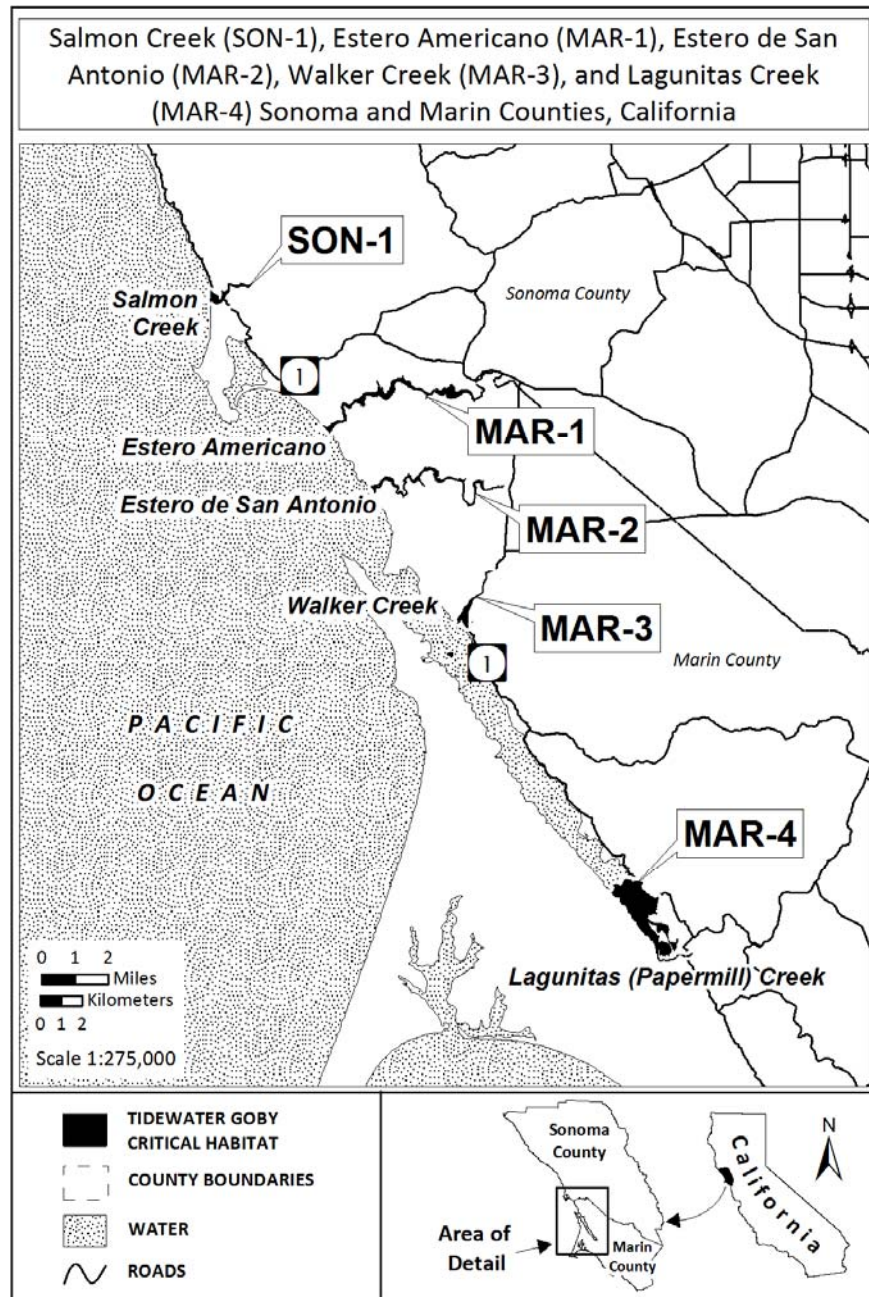 Salmon Creek (SON-1), Estero Americano (MAR-1), Estero de San
Antonio (MAR-2), Walker Creek (MAR-3), and Lagunitas Creek
(MAR-4) Sonoma and Marin Counties, California
SON-1
Salmon
Creek
Sonoma County
1
MAR-1
Estero Americano
Estero de San Antonio
MAR-2
Walker Creek
MAR-3
1
Marin County
PACIFIC
OCEAN
MAR-4
Lagunitas (Papermill) Creek
0 1 2
Miles
Kilometers
0 1 2
Scale 1:275,000
TIDEWATER GOBY
CRITICAL HABITAT
COUNTY BOUNDARIES
WATER
ROADS
Sonoma
County
Area of
Detail
Marin
County
California
N